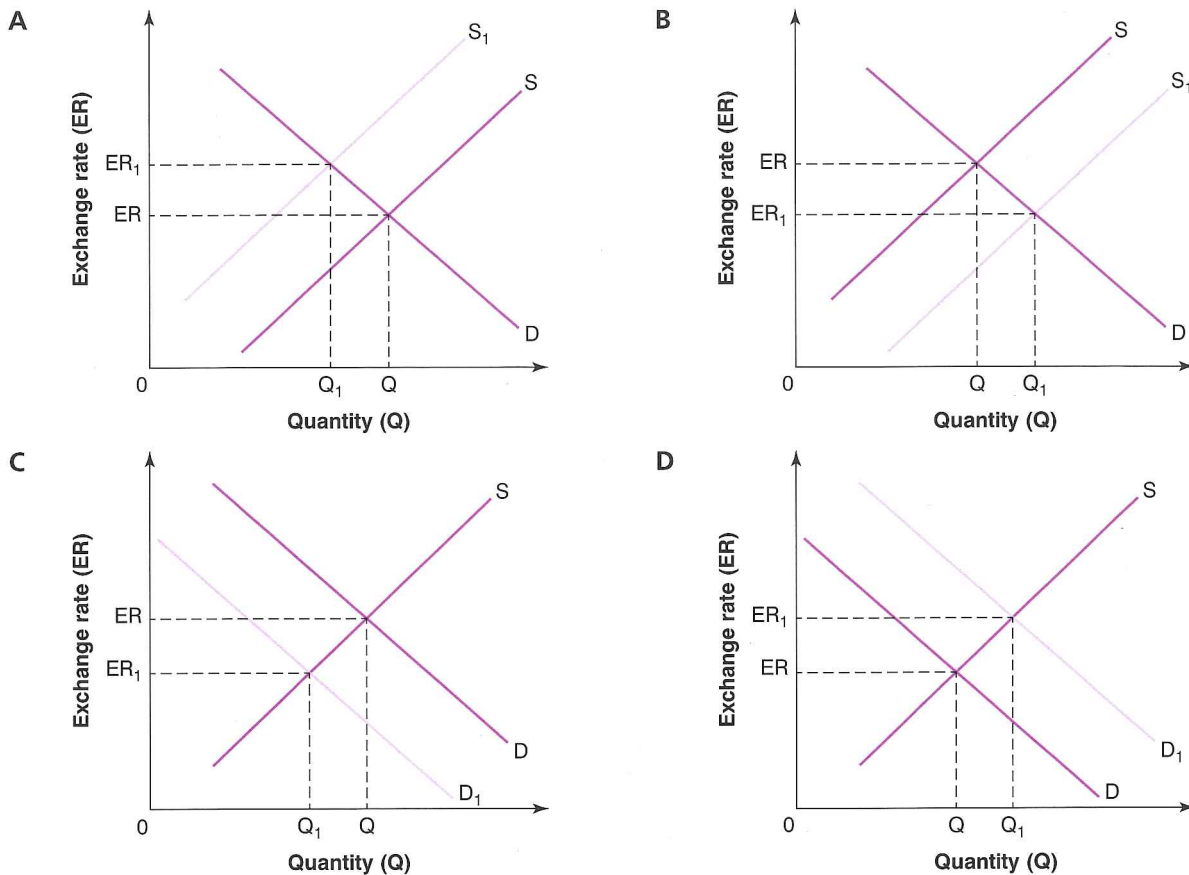 A
Exchange rate (ER)
S₁
S
ER₁
ER
D
0
Q₁
Q
Quantity (Q)
B
Exchange rate (ER)
S
S₁
ER
ER₁
D
0
Q
Q₁
Quantity (Q)
C
Exchange rate (ER)
S
ER
ER₁
D
D₁
0
Q₁
Q
Quantity (Q)
D
Exchange rate (ER)
S
ER₁
ER
D₁
D
0
Q
Q₁
Quantity (Q)